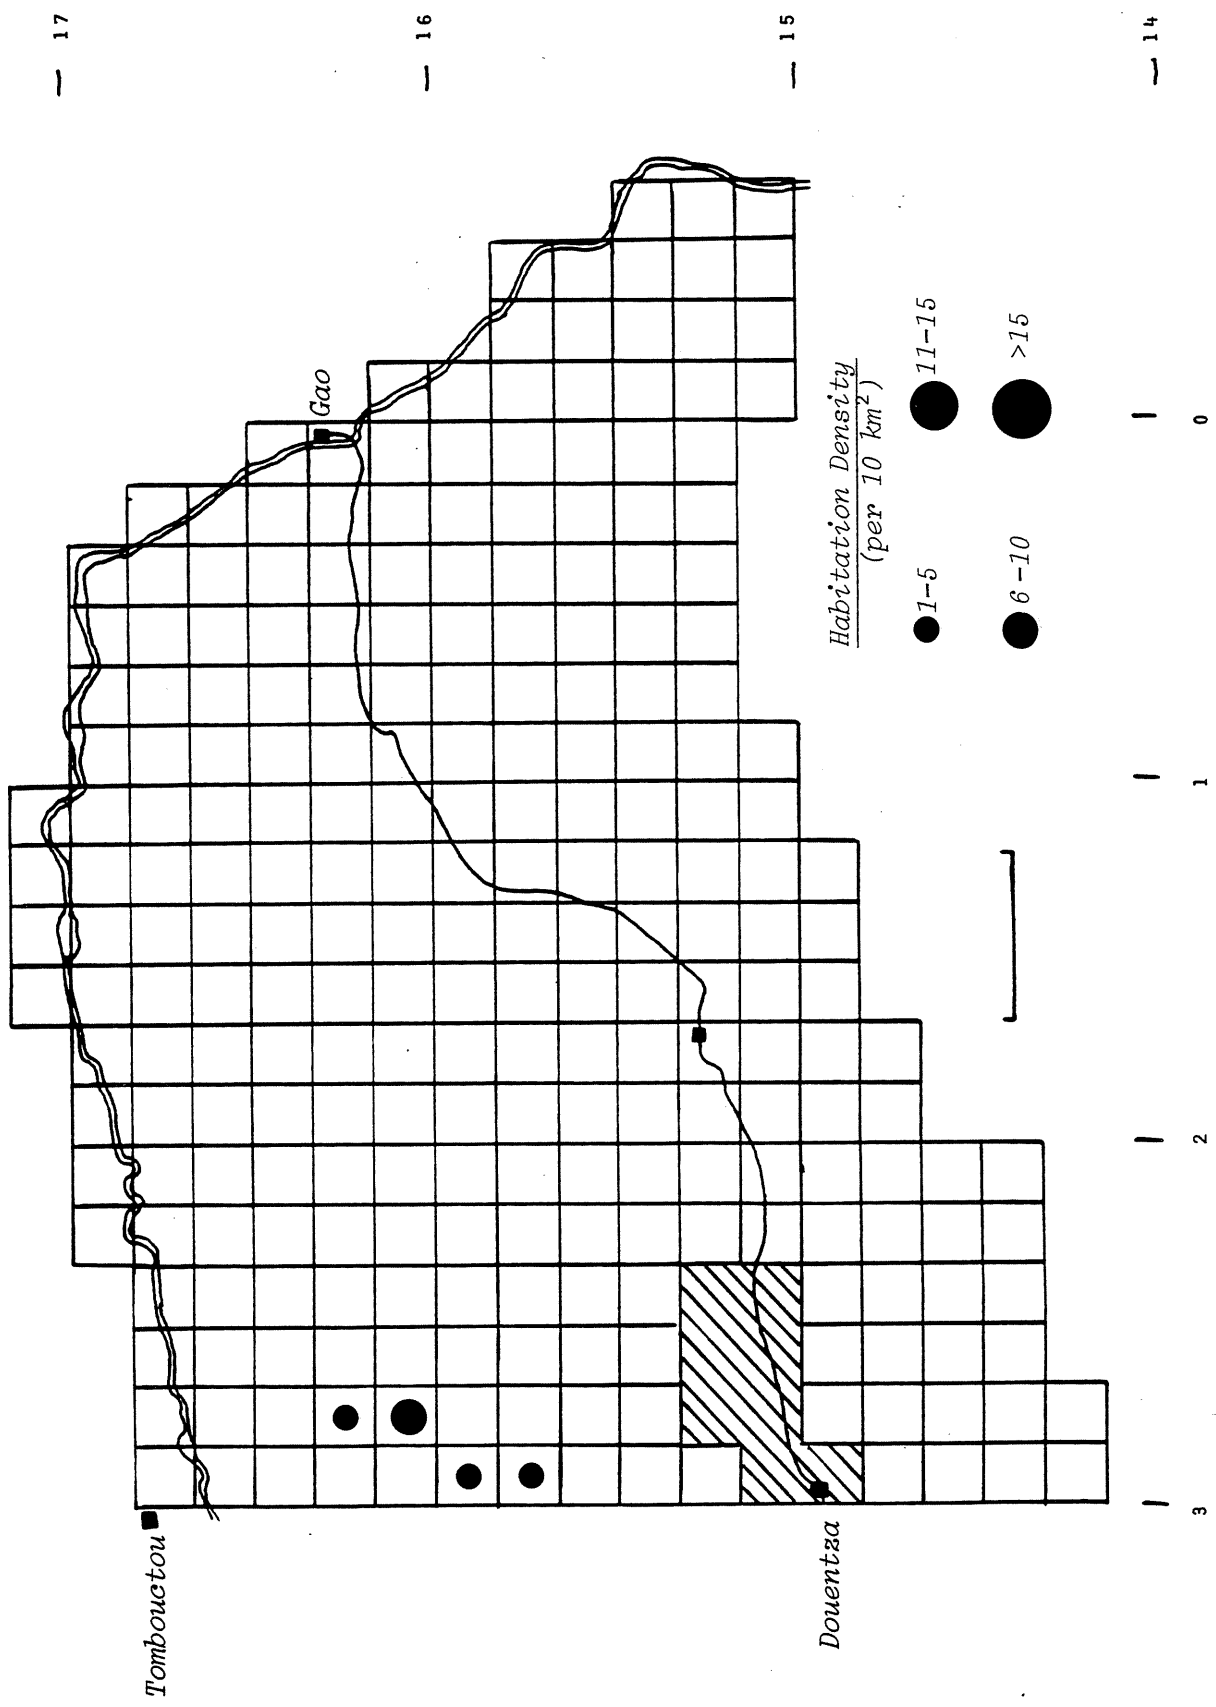 17
16
15
14
Gao
Tombouctou
Douentza
Habitation Density
(per 10 km²)
1-5
11-15
6-10
>15
3
2
1
0